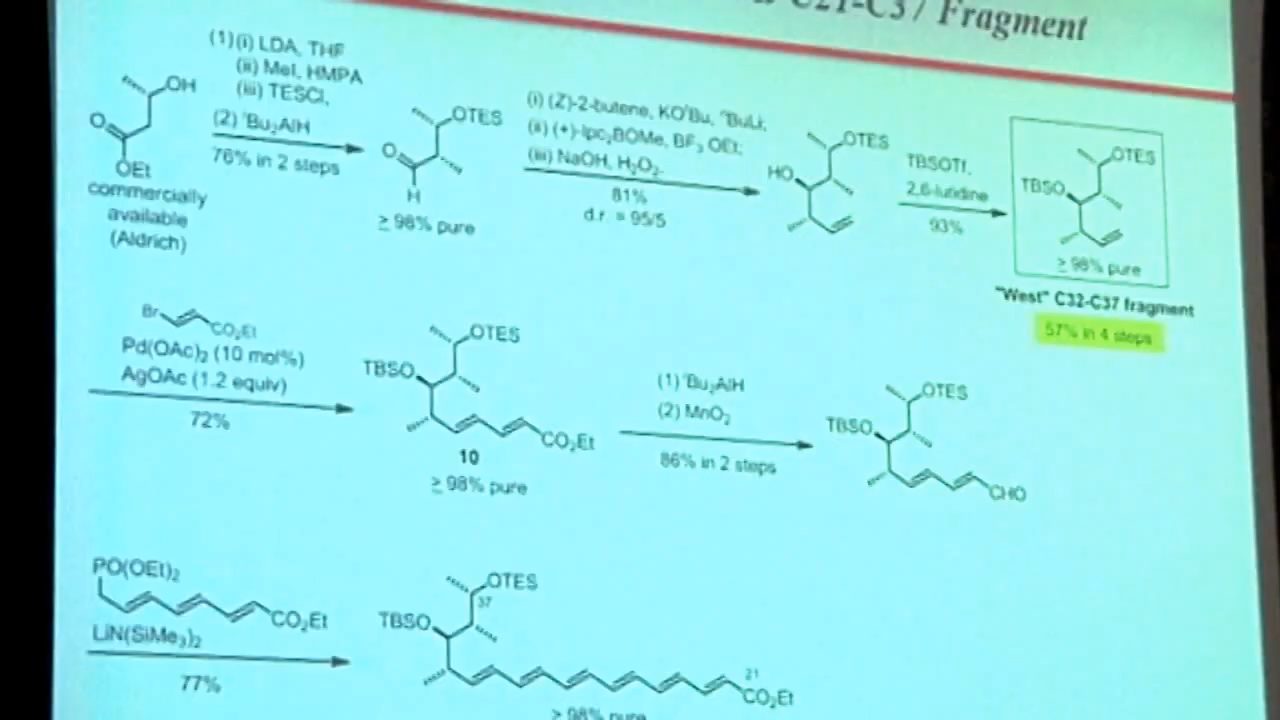 C21-C37 Fragment
(1)(i) LDA, THF
(ii) MeI, HMPA
(iii) TESCl,
(2) ⁱBu₂AlH
76% in 2 steps
OH
O
OEt
commercially
available
(Aldrich)
OTES
O
H
≥ 98% pure
(i) (Z)-2-butene, KOᵗBu, ⁿBuLi;
(ii) (+)-Ipc₂BOMe, BF₃ OEt;
(iii) NaOH, H₂O₂.
81%
d.r. = 95/5
OTES
HO
TBSOTf,
2,6-lutidine
93%
OTES
TBSO
≥ 98% pure
"West" C32-C37 fragment
57% in 4 steps
Br
CO₂Et
Pd(OAc)₂ (10 mol%)
AgOAc (1.2 equiv)
72%
OTES
TBSO
CO₂Et
10
≥ 98% pure
(1) ⁱBu₂AlH
(2) MnO₂
86% in 2 steps
OTES
TBSO
CHO
PO(OEt)₂
CO₂Et
LiN(SiMe₃)₂
77%
OTES
37
TBSO
21
CO₂Et
≥ 98% pure